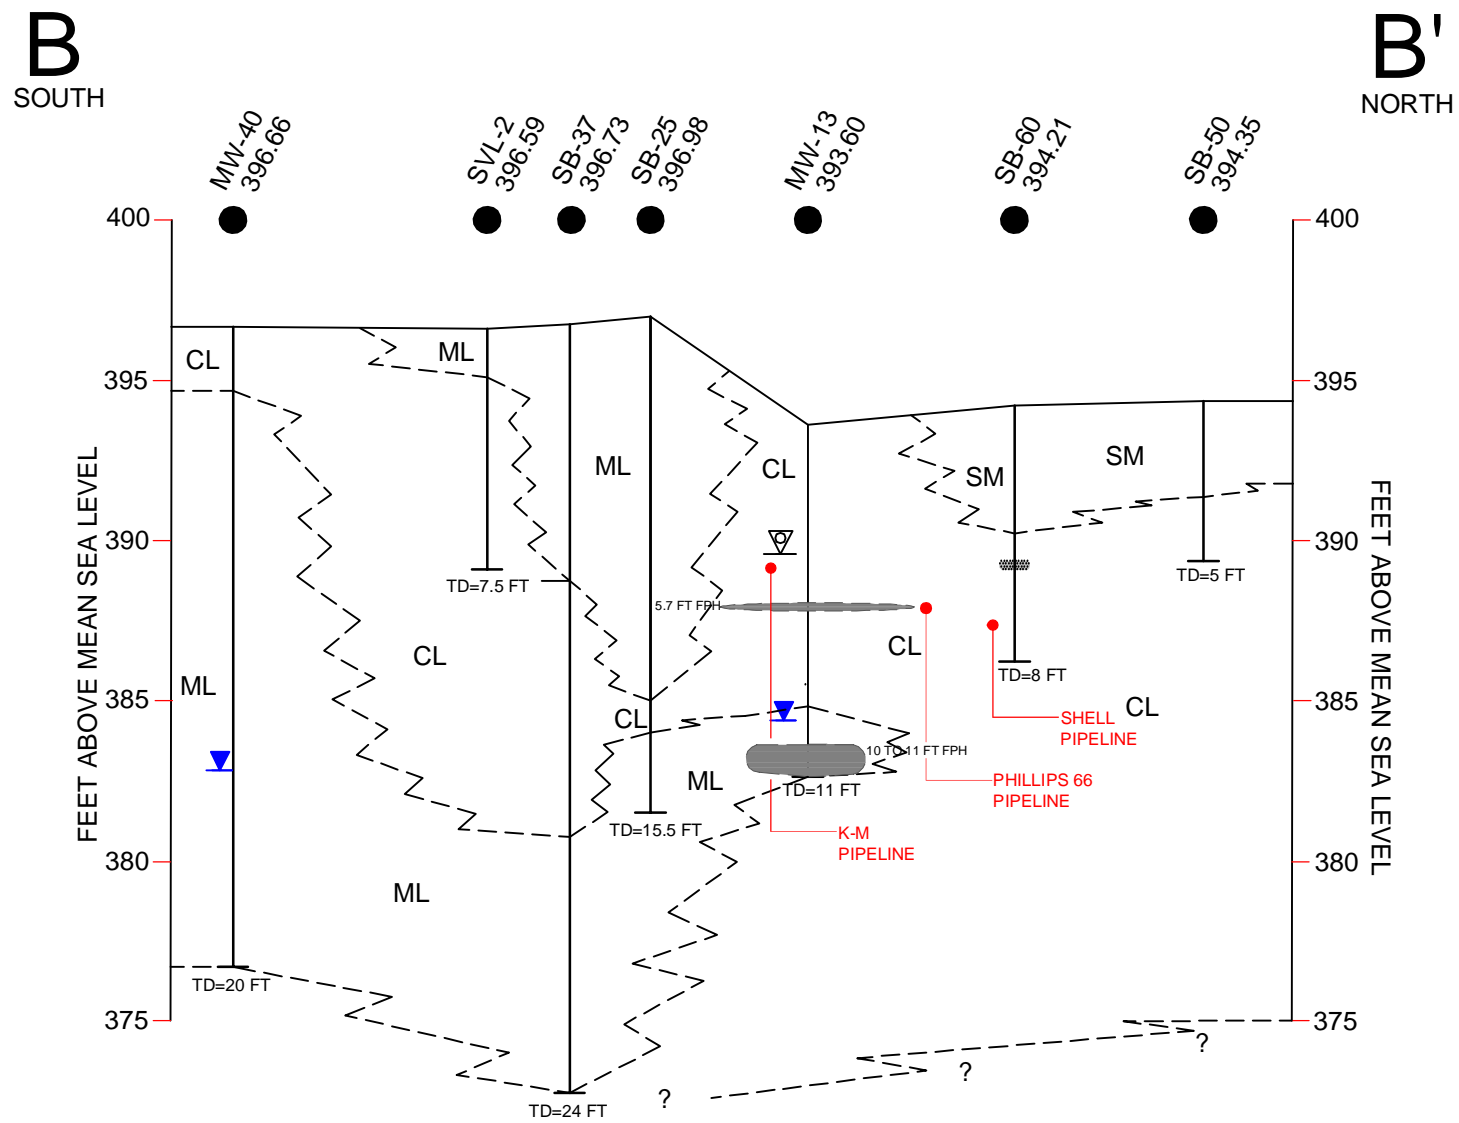 B
SOUTH
B'
NORTH
MW-40
396.66
SVL-2
396.59
SB-37
396.73
SB-25
396.98
MW-13
393.60
SB-60
394.21
SB-50
394.35
400
400
CL
ML
395
395
ML
CL
SM
SM
390
390
TD=7.5 FT
TD=5 FT
5.7 FT FPH
CL
CL
TD=8 FT
ML
385
385
CL
CL
SHELL
PIPELINE
10 TO 11 FT FPH
ML
TD=11 FT
PHILLIPS 66
PIPELINE
TD=15.5 FT
K-M
PIPELINE
380
380
ML
TD=20 FT
375
375
?
?
?
TD=24 FT
FEET ABOVE MEAN SEA LEVEL
FEET ABOVE MEAN SEA LEVEL